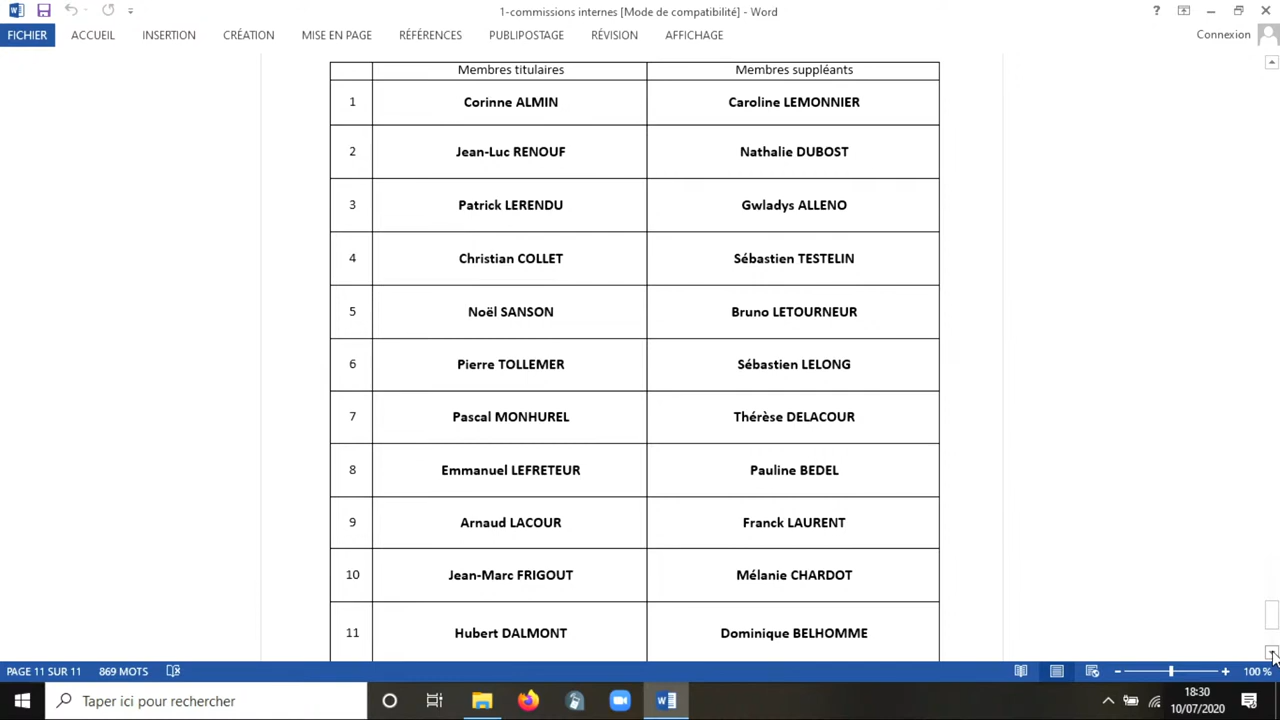 1-commissions internes [Mode de compatibilité] - Word
?
FICHIER ACCUEIL INSERTION CRÉATION MISE EN PAGE RÉFÉRENCES PUBLIPOSTAGE RÉVISION AFFICHAGE Connexion
Membres titulaires Membres suppléants
1 Corinne ALMIN Caroline LEMONNIER
2 Jean-Luc RENOUF Nathalie DUBOST
3 Patrick LERENDU Gwladys ALLENO
4 Christian COLLET Sébastien TESTELIN
5 Noël SANSON Bruno LETOURNEUR
6 Pierre TOLLEMER Sébastien LELONG
7 Pascal MONHUREL Thérèse DELACOUR
8 Emmanuel LEFRETEUR Pauline BEDEL
9 Arnaud LACOUR Franck LAURENT
10 Jean-Marc FRIGOUT Mélanie CHARDOT
11 Hubert DALMONT Dominique BELHOMME
PAGE 11 SUR 11 869 MOTS 100 %
Taper ici pour rechercher
18:30
10/07/2020